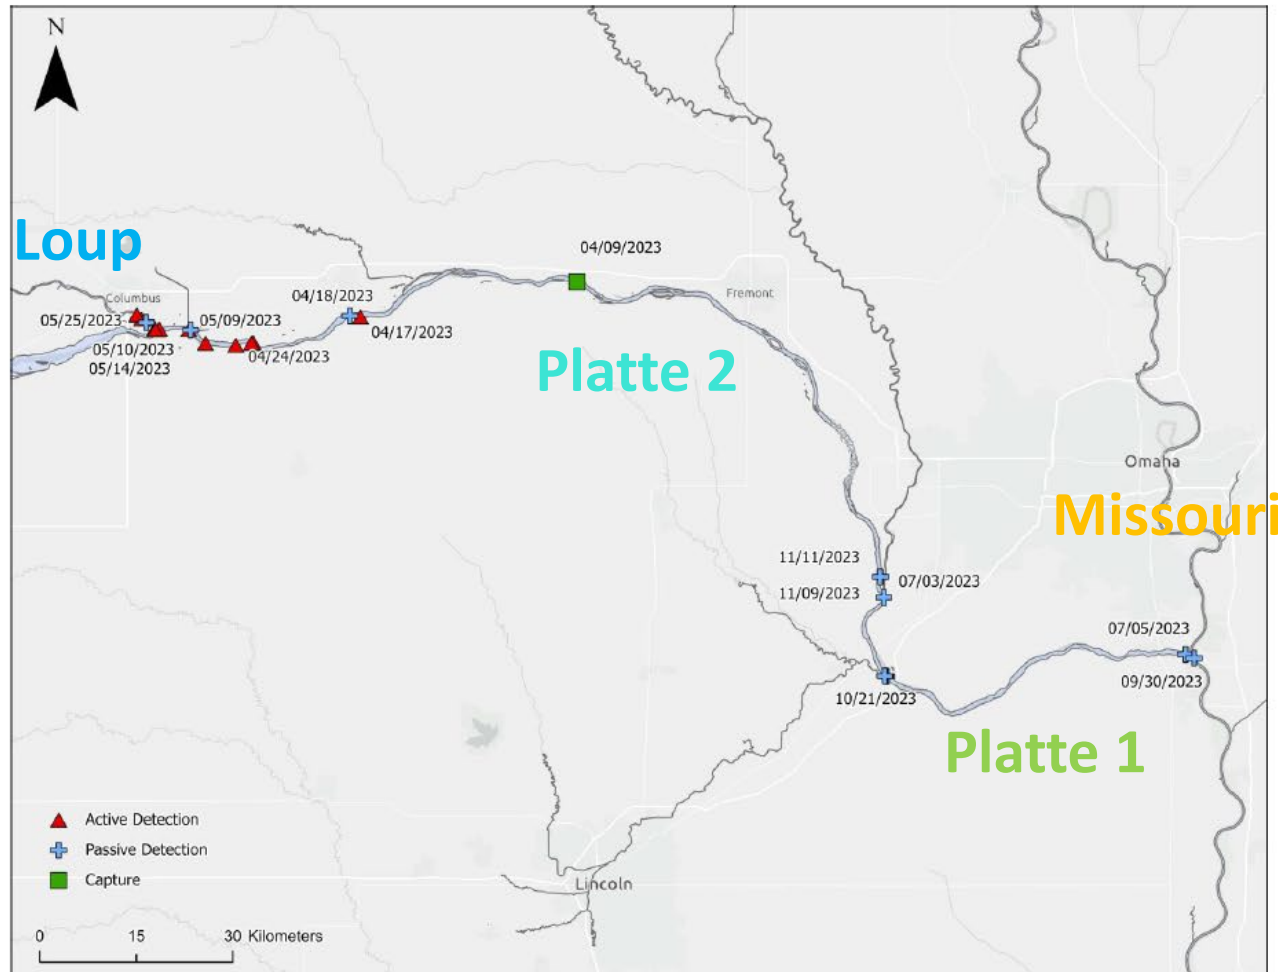 N
Loup
04/09/2023
Columbus
04/18/2023
Fremont
05/25/2023
05/09/2023
04/17/2023
05/10/2023
04/24/2023
05/14/2023
Platte 2
Omaha
Missouri
11/11/2023
07/03/2023
11/09/2023
07/05/2023
09/30/2023
10/21/2023
Platte 1
Active Detection
Passive Detection
Capture
Lincoln
0 15 30 Kilometers